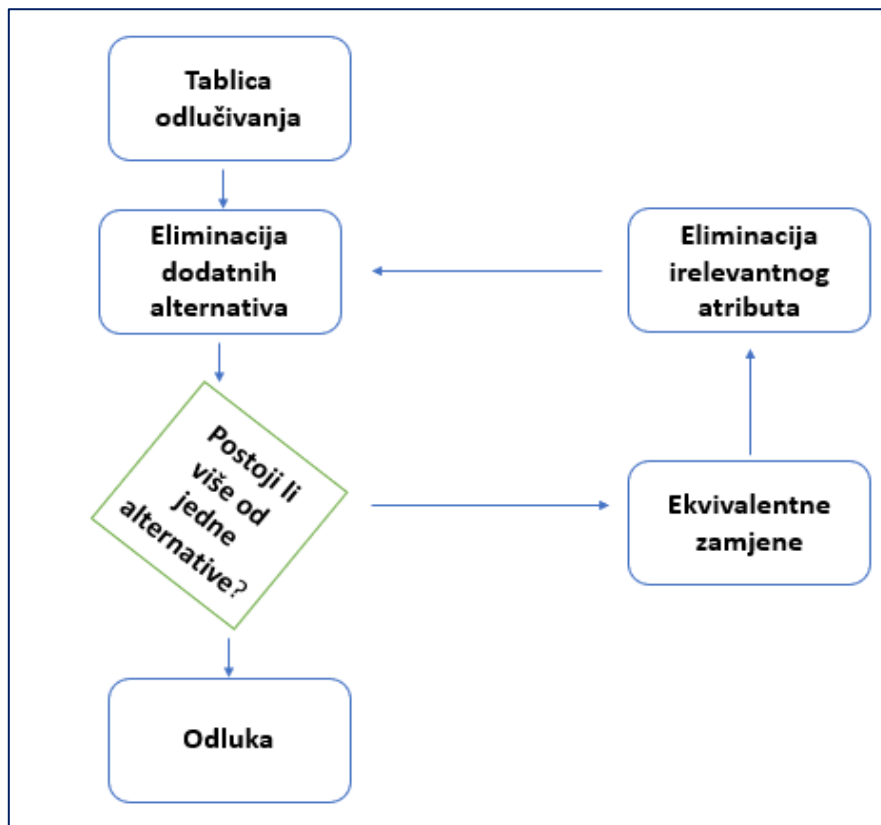 Tablica
odlučivanja
Eliminacija
dodatnih
alternativa
Eliminacija
irelevantnog
atributa
Postoji li
više od
jedne
alternative?
Ekvivalentne
zamjene
Odluka